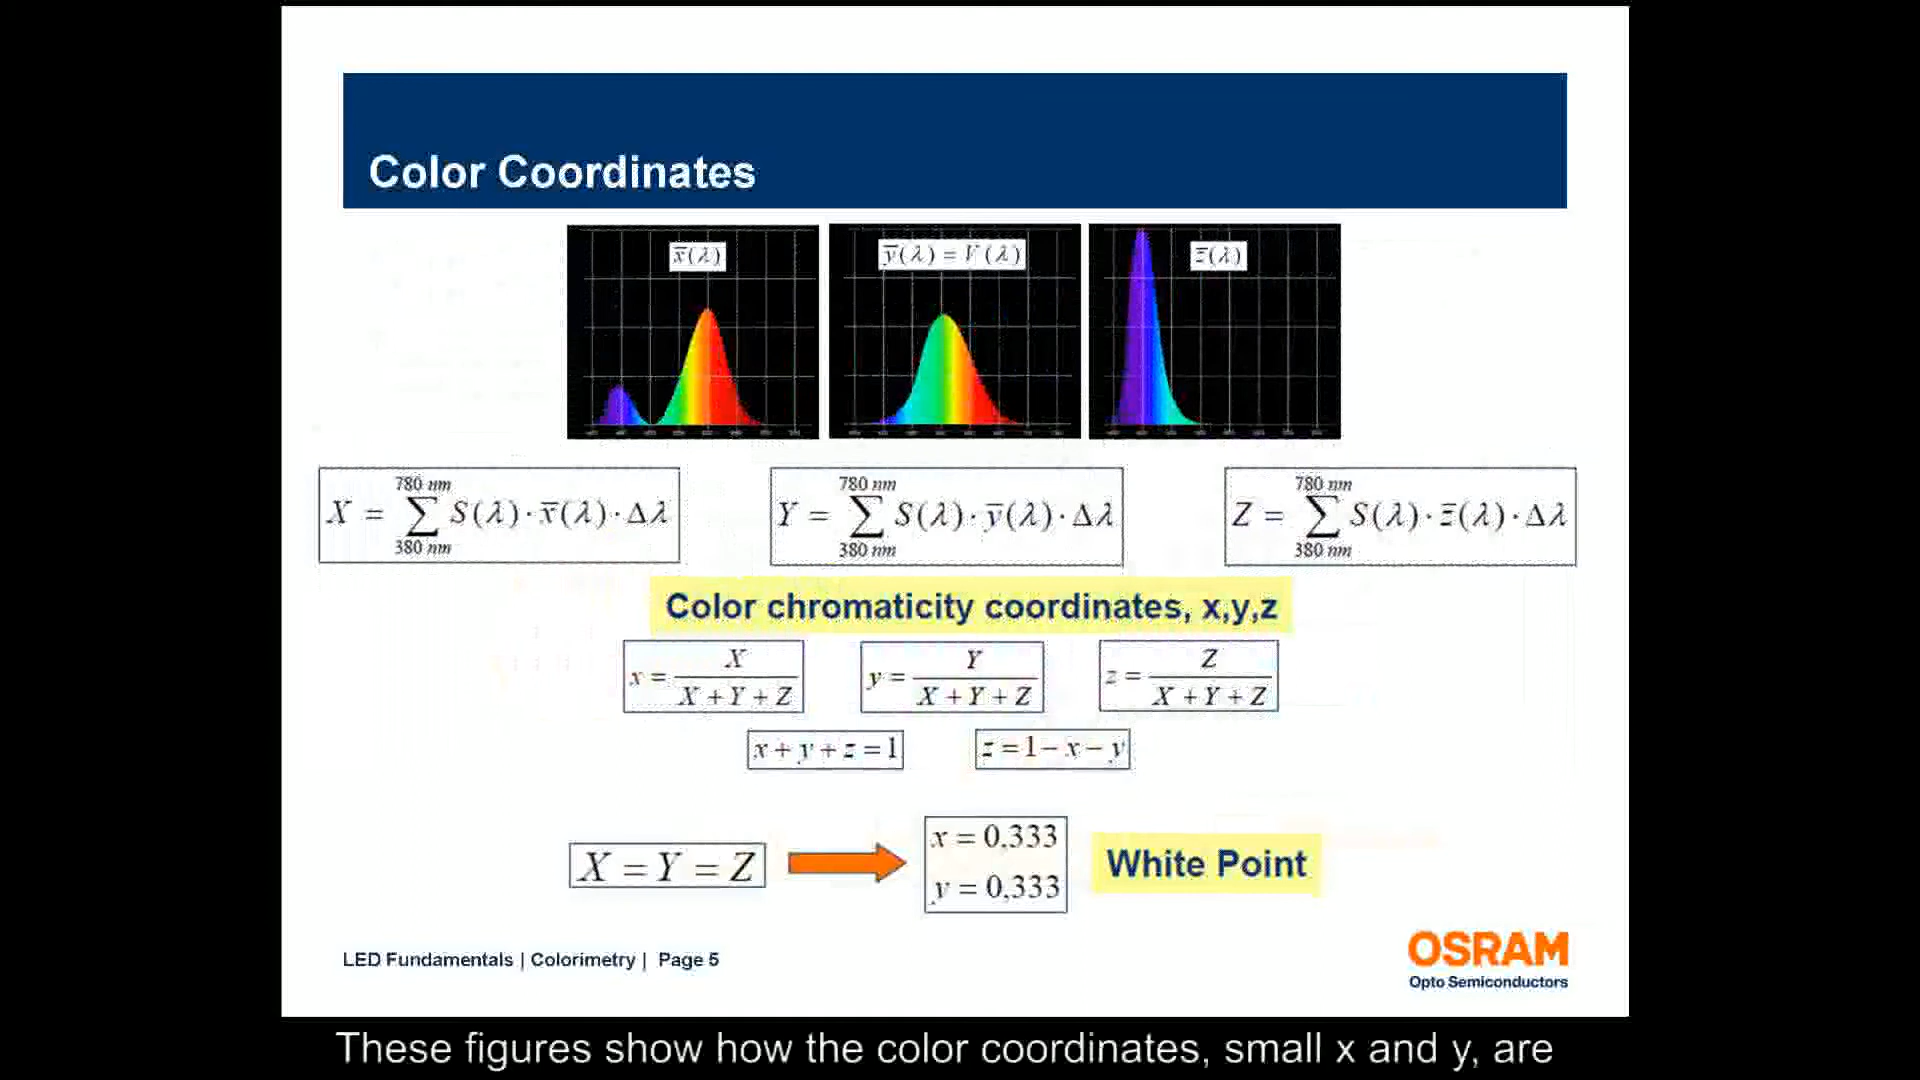 Color Coordinates
x̅(λ)
y̅(λ) = V(λ)
z̅(λ)
X = ∑ 780 nm 380 nm S(λ)·x̅(λ)·Δλ
Y = ∑ 780 nm 380 nm S(λ)·y̅(λ)·Δλ
Z = ∑ 780 nm 380 nm S(λ)·z̅(λ)·Δλ
Color chromaticity coordinates, x,y,z
x = X / X + Y + Z
y = Y / X + Y + Z
z = Z / X + Y + Z
x + y + z = 1
z = 1 − x − y
X = Y = Z
x = 0,333
y = 0,333
White Point
LED Fundamentals | Colorimetry | Page 5
OSRAM
Opto Semiconductors
These figures show how the color coordinates, small x and y, are